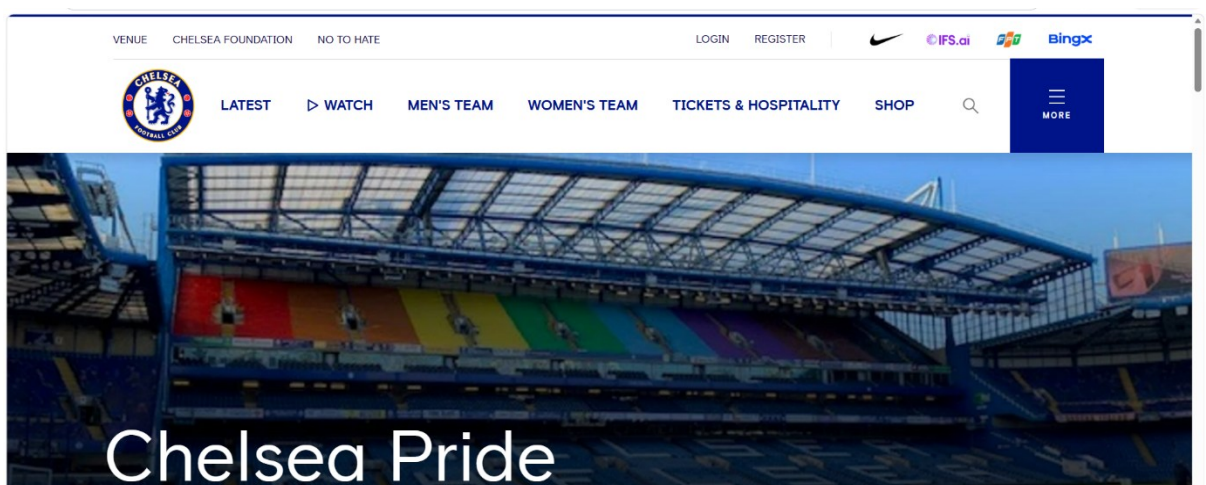 VENUE CHELSEA FOUNDATION NO TO HATE LOGIN REGISTER IFS.ai FPT BingX
CHELSEA FOOTBALL CLUB LATEST WATCH MEN'S TEAM WOMEN'S TEAM TICKETS & HOSPITALITY SHOP MORE
Chelsea Pride